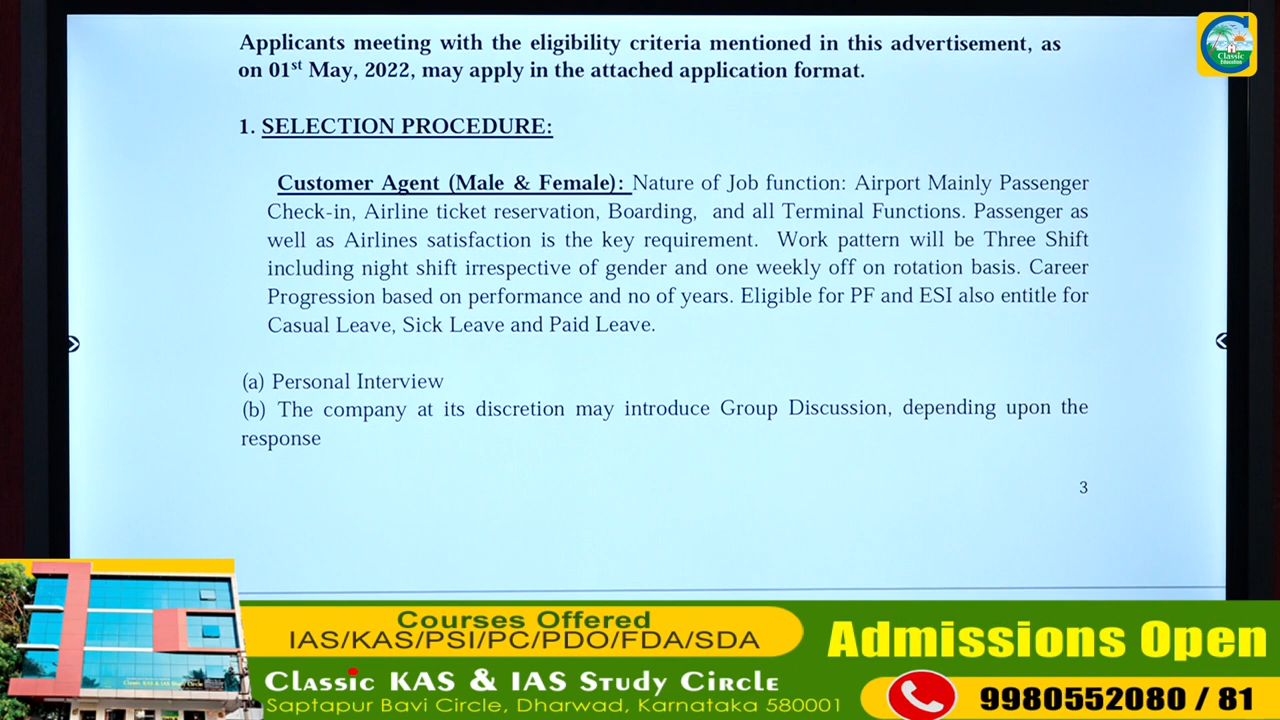 Applicants meeting with the eligibility criteria mentioned in this advertisement, as
on 01st May, 2022, may apply in the attached application format.
1. SELECTION PROCEDURE:
Customer Agent (Male & Female): Nature of Job function: Airport Mainly Passenger
Check-in, Airline ticket reservation, Boarding, and all Terminal Functions. Passenger as
well as Airlines satisfaction is the key requirement. Work pattern will be Three Shift
including night shift irrespective of gender and one weekly off on rotation basis. Career
Progression based on performance and no of years. Eligible for PF and ESI also entitle for
Casual Leave, Sick Leave and Paid Leave.
(a) Personal Interview
(b) The company at its discretion may introduce Group Discussion, depending upon the
response
3
Classic
Education
Courses Offered
IAS/KAS/PSI/PC/PDO/FDA/SDA
Admissions Open
Classic KAS & IAS Study Circle
Classic KAS & IAS Study Circle
Saptapur Bavi Circle, Dharwad, Karnataka 580001
9980552080 / 81